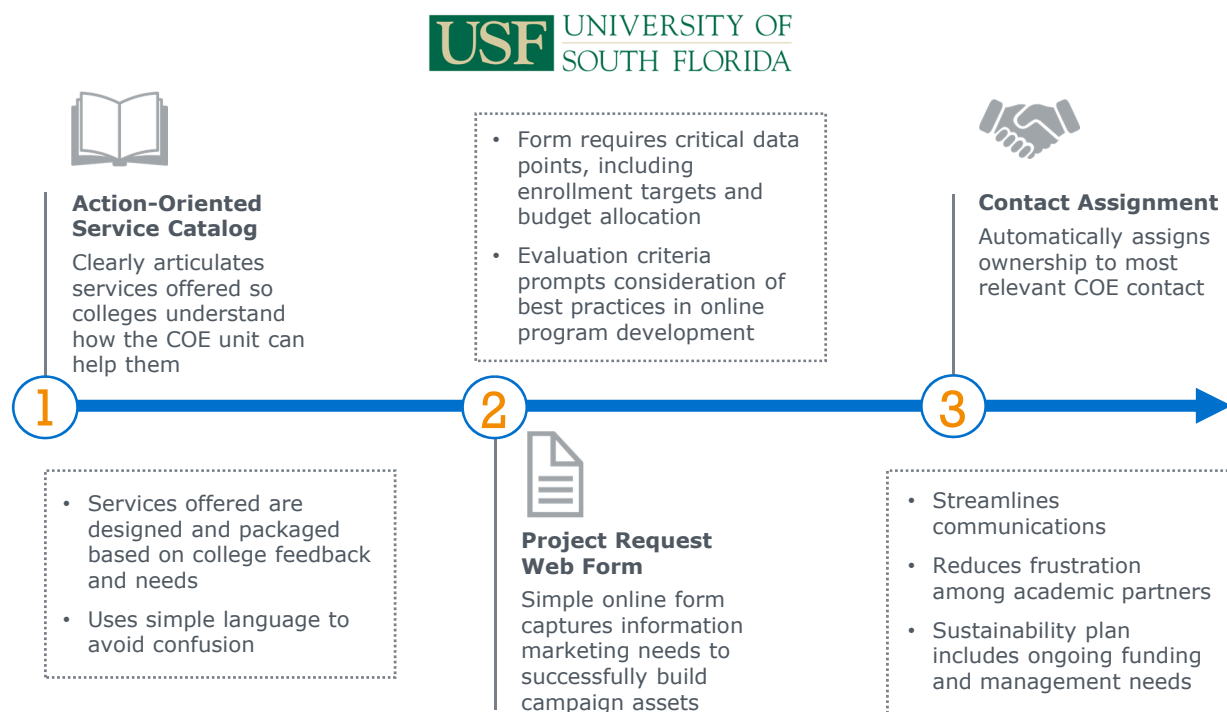 USF UNIVERSITY OF
SOUTH FLORIDA
Action-Oriented
Service Catalog
Clearly articulates
services offered so
colleges understand
how the COE unit can
help them
• Form requires critical data
points, including
enrollment targets and
budget allocation
• Evaluation criteria
prompts consideration of
best practices in online
program development
Contact Assignment
Automatically assigns
ownership to most
relevant COE contact
1
2
3
• Services offered are
designed and packaged
based on college feedback
and needs
• Uses simple language to
avoid confusion
Project Request
Web Form
Simple online form
captures information
marketing needs to
successfully build
campaign assets
• Streamlines
communications
• Reduces frustration
among academic partners
• Sustainability plan
includes ongoing funding
and management needs